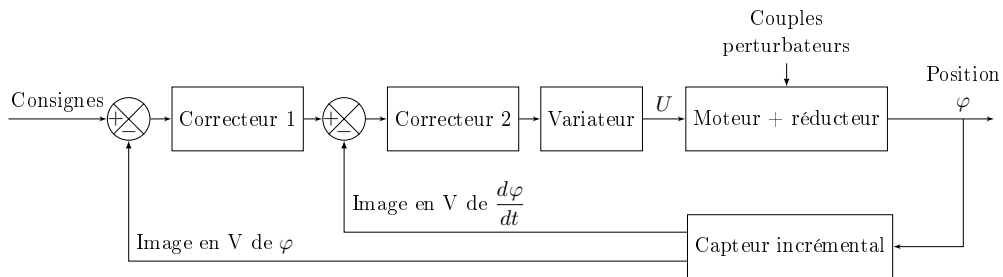 Couples
perturbateurs
Position
φ
Consignes
+
−
Correcteur 1
+
−
Correcteur 2
Variateur
U
Moteur + réducteur
Image en V de dφ/dt
Image en V de φ
Capteur incrémental